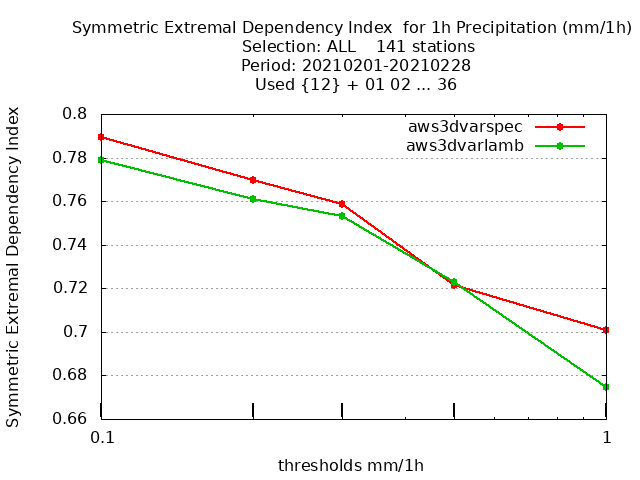 Symmetric Extremal Dependency Index  for 1h Precipitation (mm/1h)
Selection: ALL    141 stations
Period: 20210201-20210228
Used {12} + 01 02 ... 36
Symmetric Extremal Dependency Index
0.8
0.78
0.76
0.74
0.72
0.7
0.68
0.66
aws3dvarspec
aws3dvarlamb
0.1
1
thresholds mm/1h